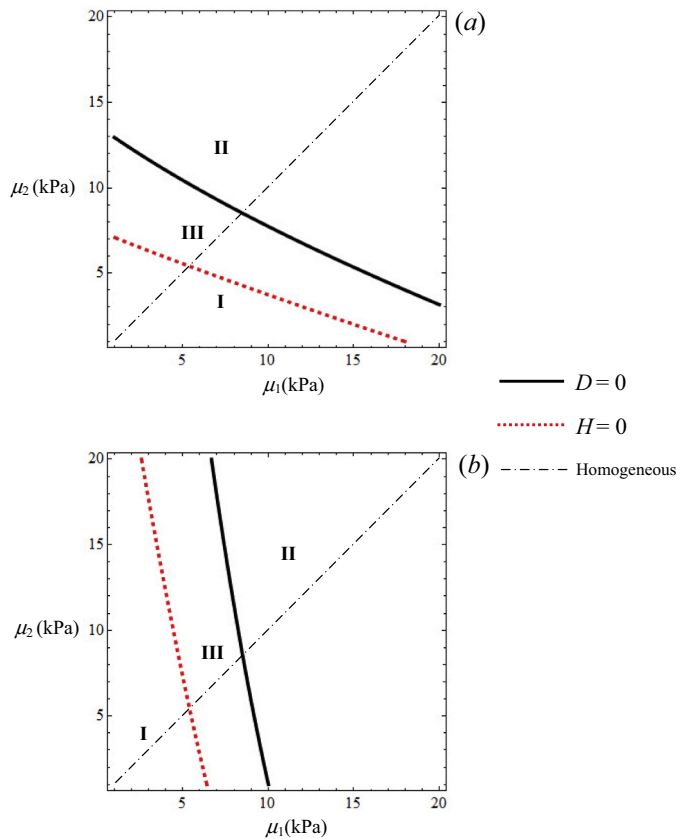 (a)
20
15
II
μ2 (kPa)
10
III
5
I
5
10
15
20
μ1(kPa)
D = 0
H = 0
Homogeneous
(b)
20
15
II
μ2 (kPa)
10
III
5
I
5
10
15
20
μ1(kPa)